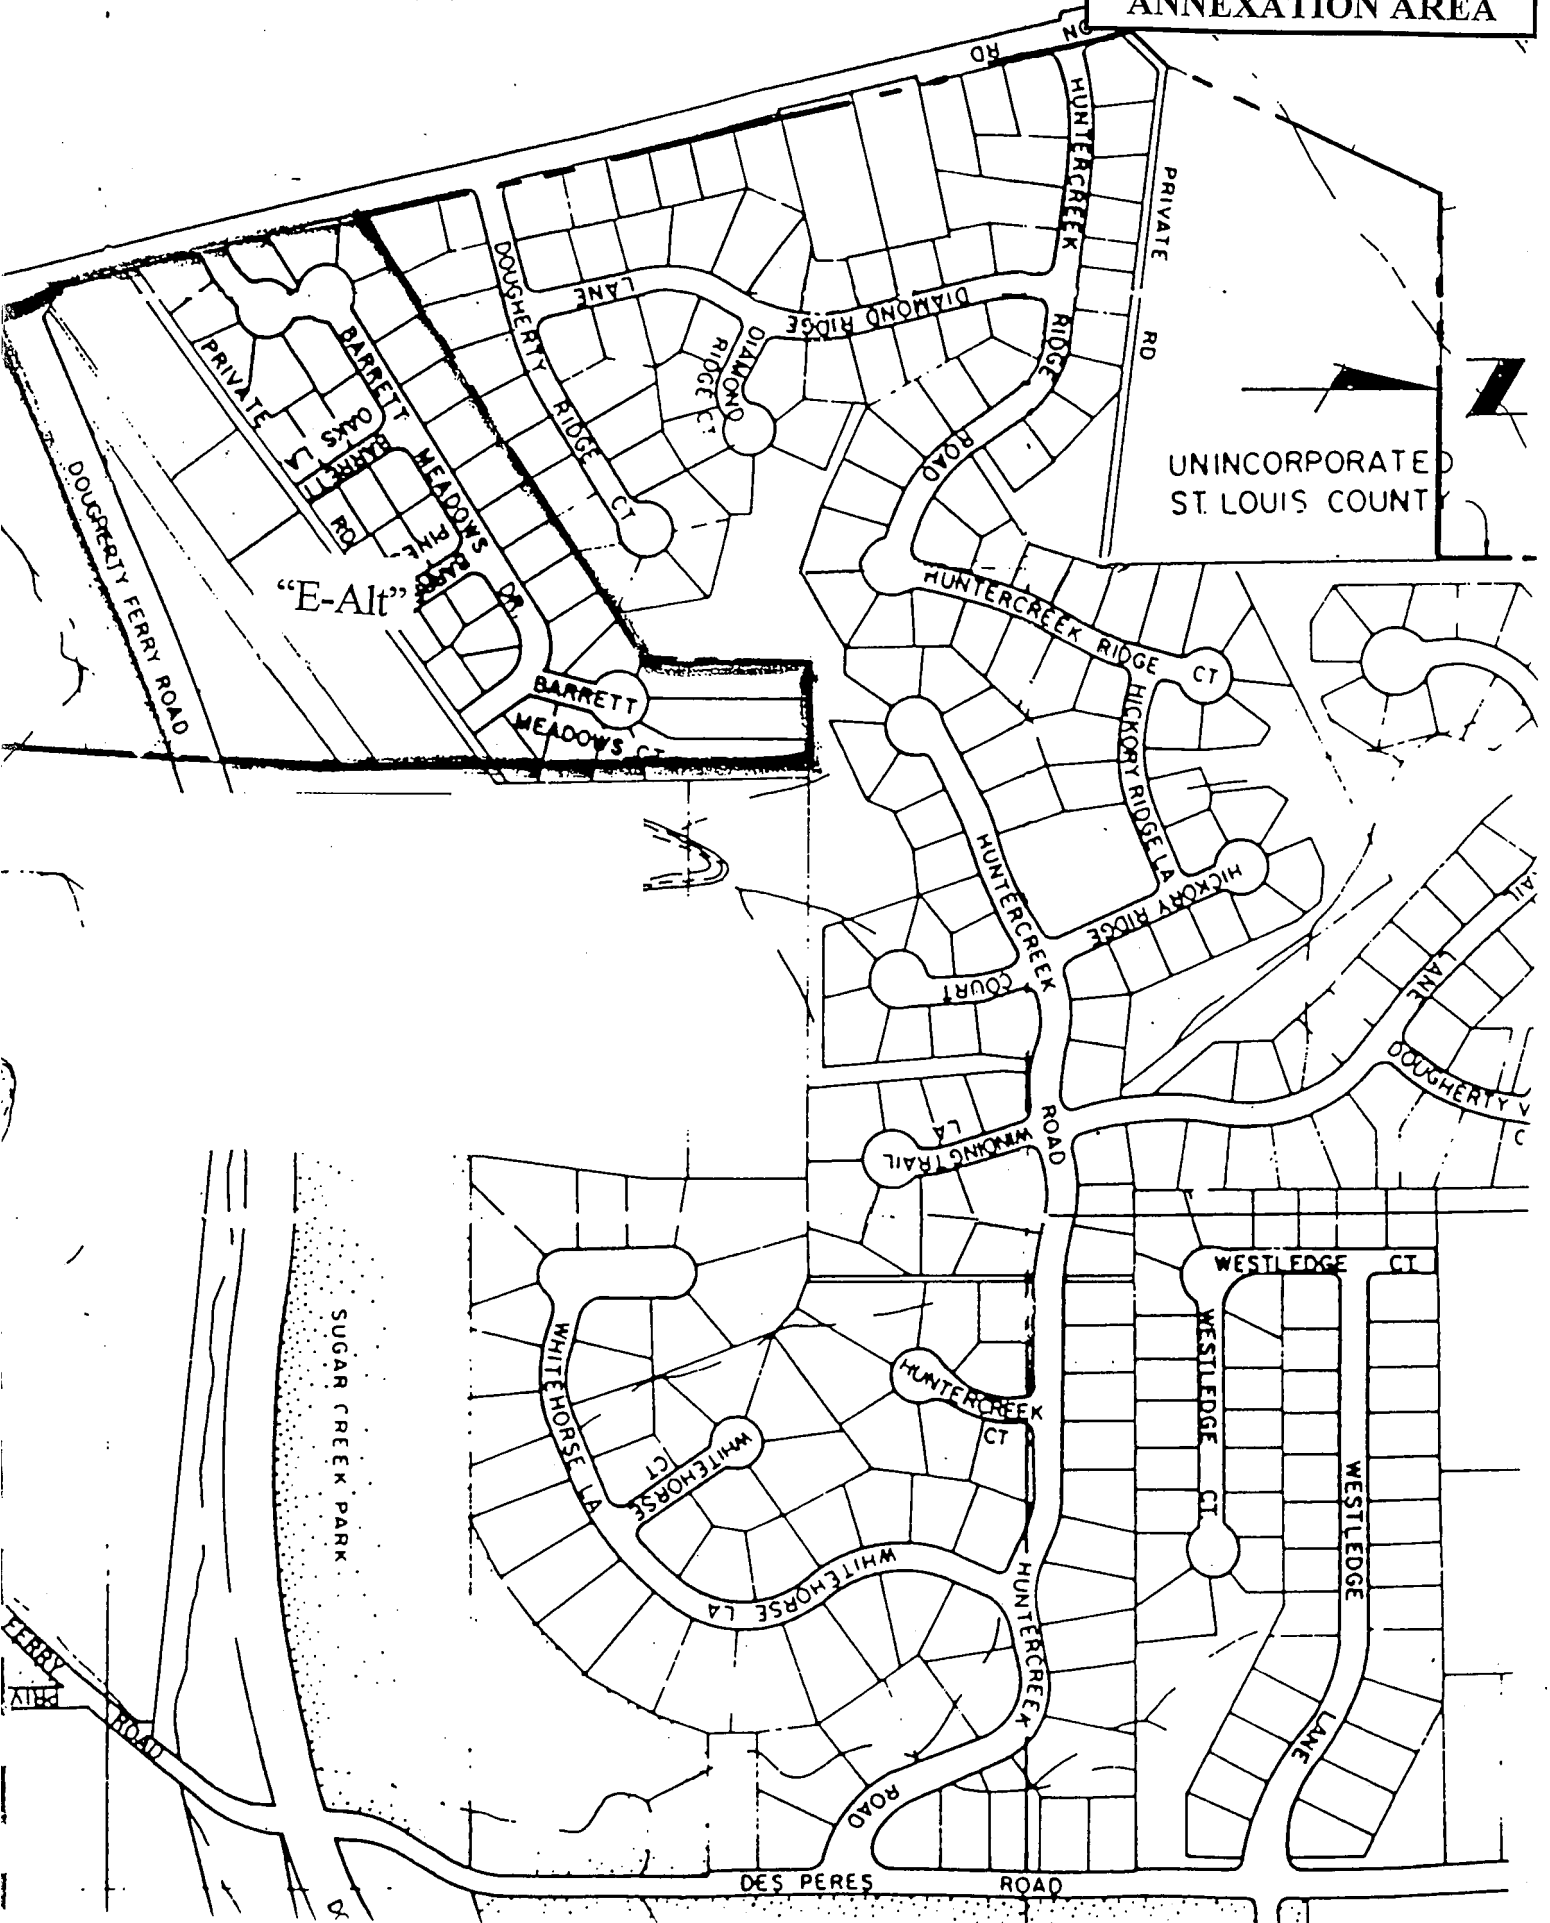 ANNEXATION AREA
RD
HUNTERCREEK
PRIVATE
RD
DOUGHERTY
LANE
DIAMOND RIDGE
RIDGE
DIAMOND
RIDGE CT
BARRETT
PRIVATE
OAKS
LA
BARRETT
MEADOWS
RIDGE
CT
ROAD
N
UNINCORPORATED
ST. LOUIS COUNTY
DOUGHERTY FERRY ROAD
RD
PINE
DR.
"E-Alt"
HUNTERCREEK RIDGE CT
BARRETT
MEADOWS CT
HICKORY RIDGE LA
HUNTERCREEK
HICKORY
RIDGE
LANE
COURT
DOUGHERTY V
C
ROAD
LA
WINDING TRAIL
WESTLEDGE CT
SUGAR CREEK PARK
WHITEHORSE LA
WESTLEDGE CT.
HUNTERCREEK
CT
WHITEHORSE
CT
WESTLEDGE
WHITEHORSE LA
HUNTERCREEK
FERRY
PRIV
ROAD
LANE
ROAD
DES PERES ROAD